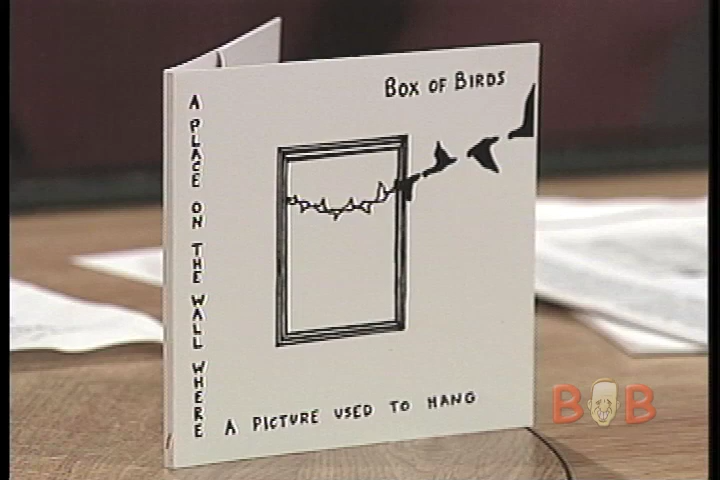 BOX OF BIRDS
A PLACE ON THE WALL WHERE
A PICTURE USED TO HANG
BOB